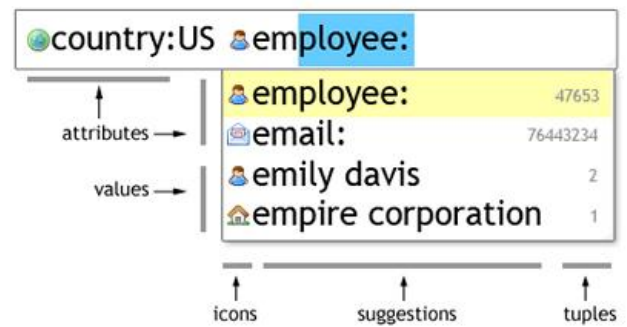 country:US employee:
employee: 47653
attributes email: 76443234
values emily davis 2
empire corporation 1
icons suggestions tuples